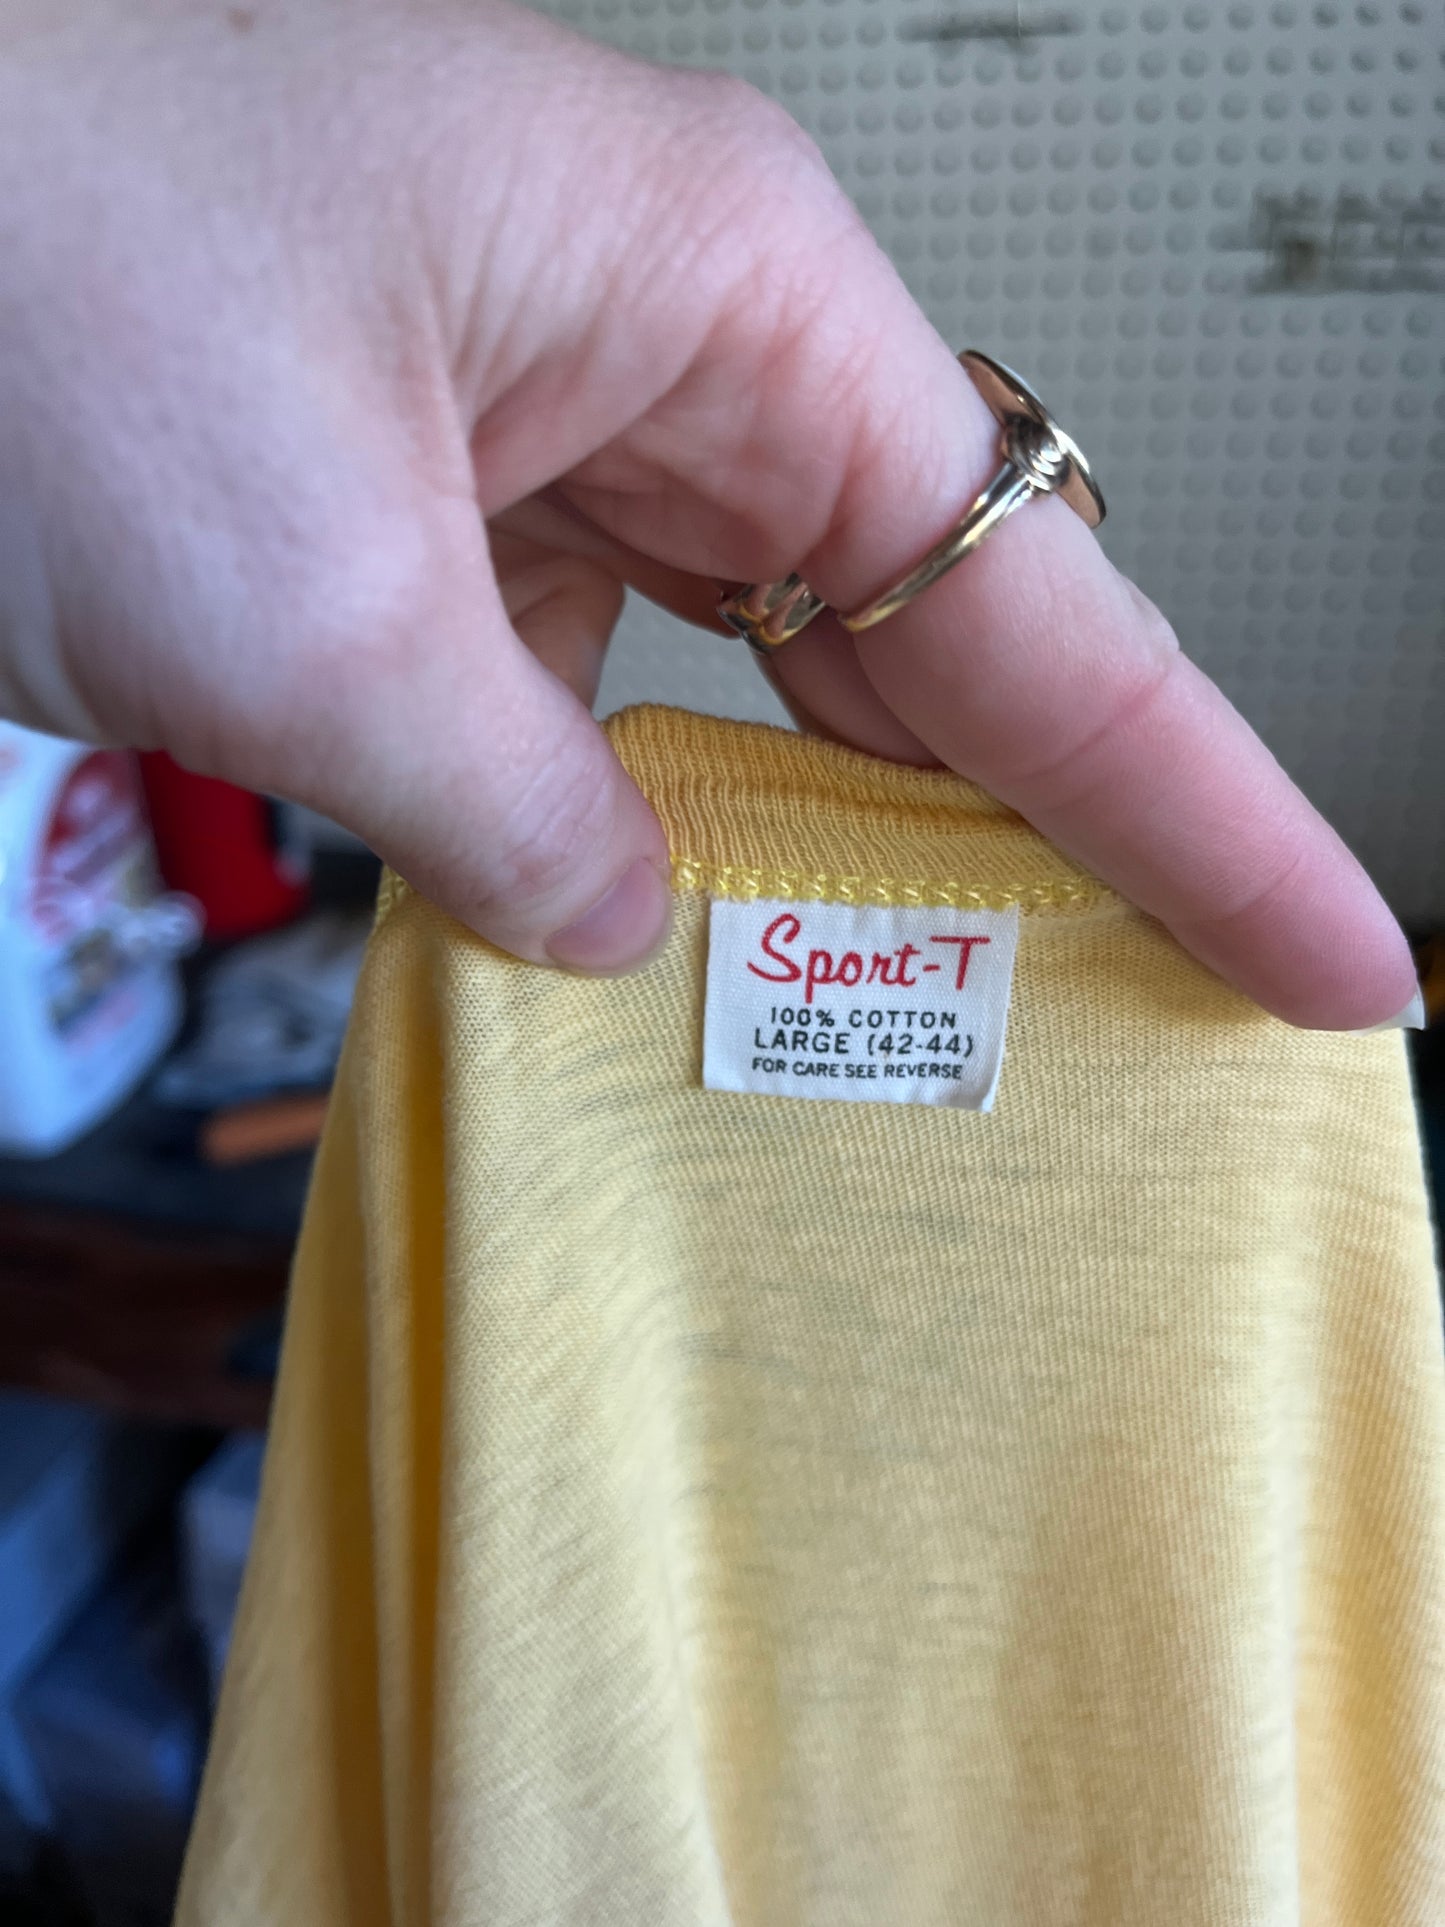 Sport-T
100% COTTON
LARGE (42-44)
FOR CARE SEE REVERSE